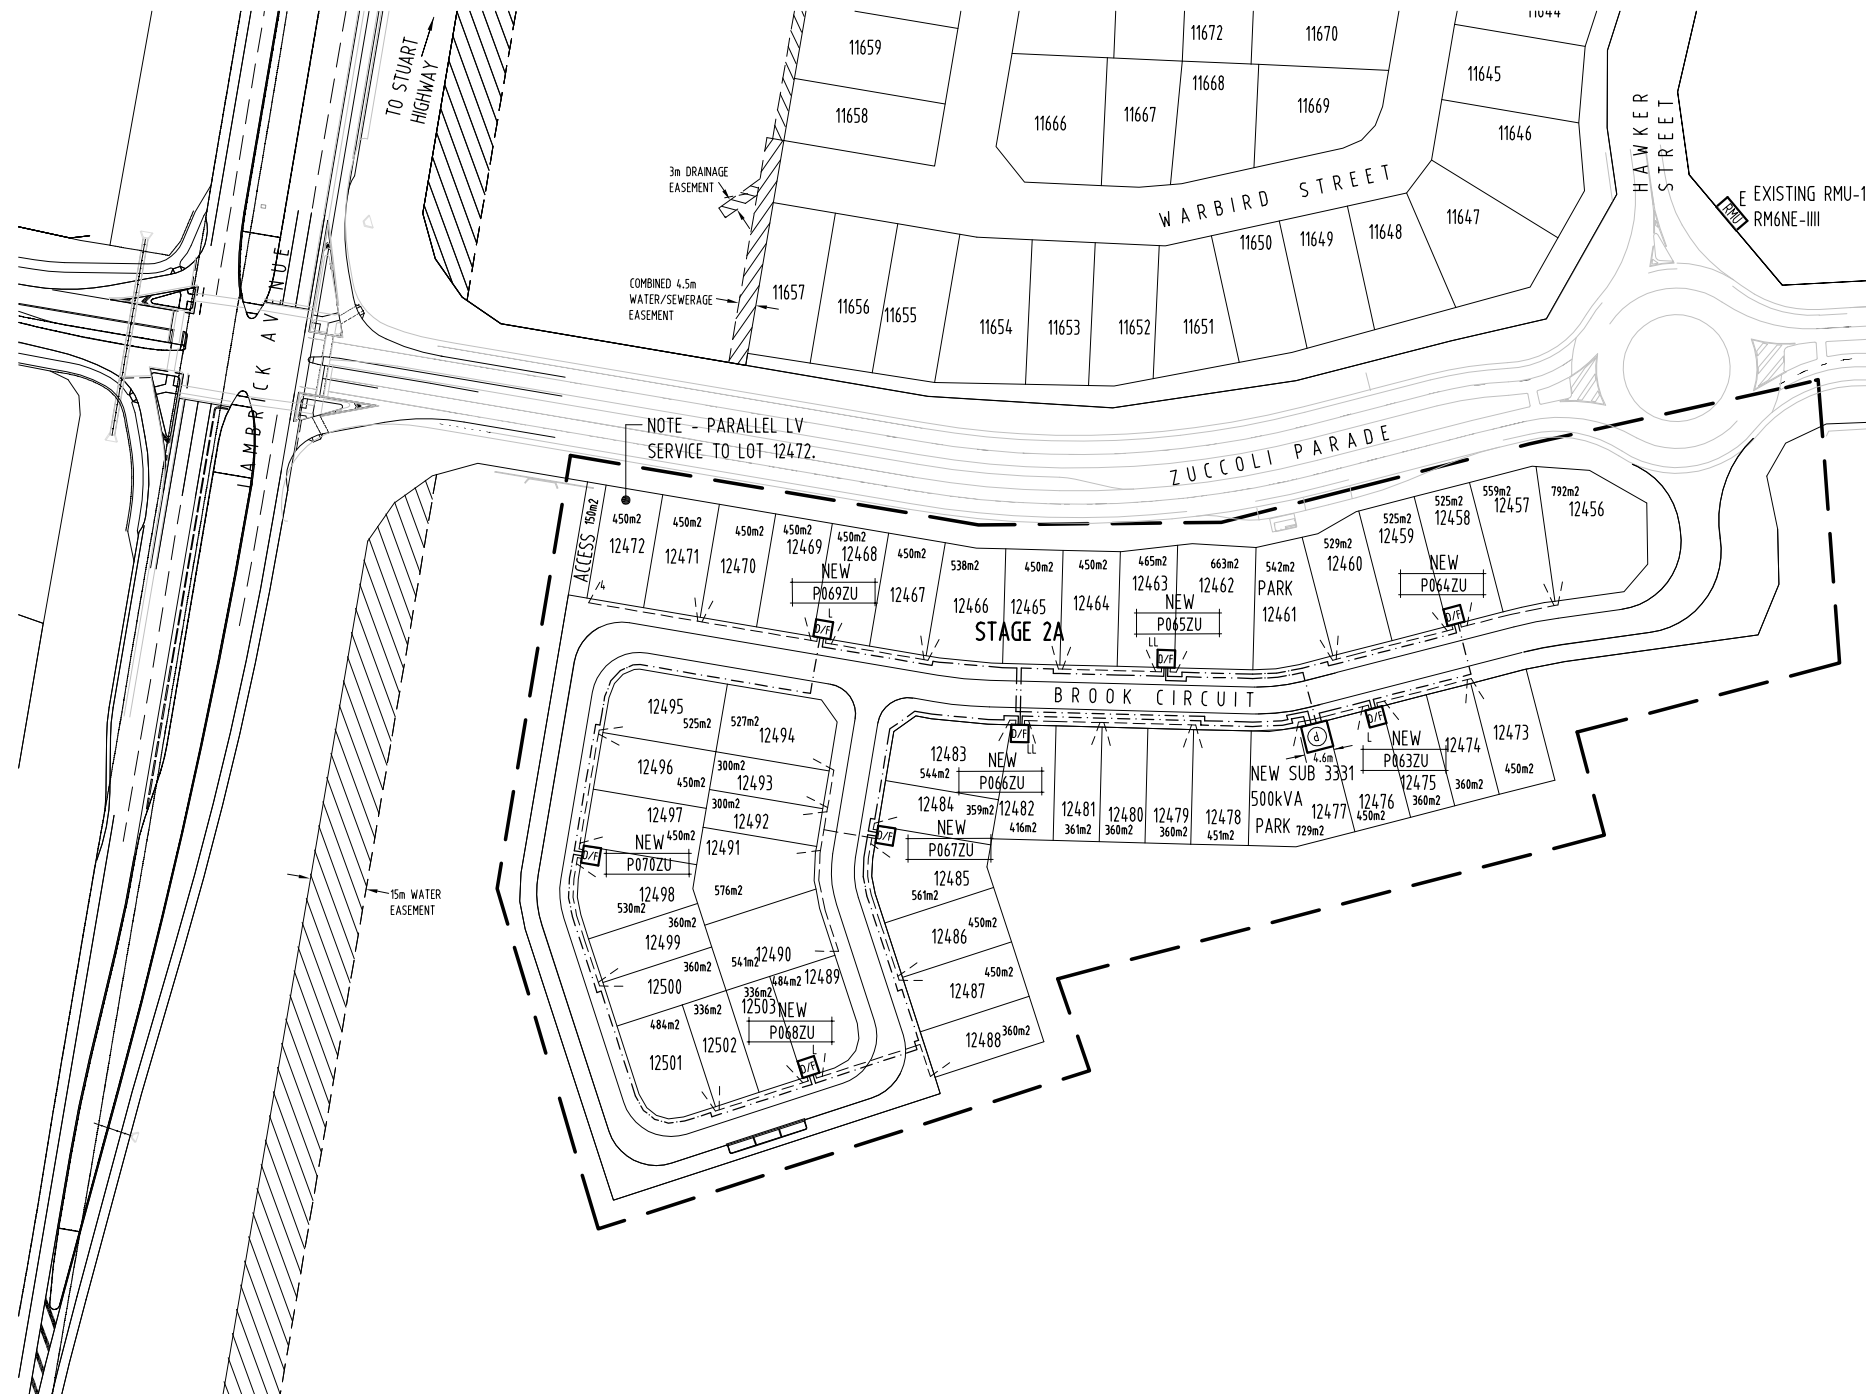 TO STUART
HIGHWAY
11659
11658
11672
11670
11668
11666
11667
11669
11644
11645
11646
HAWKER
STREET
3m DRAINAGE
EASEMENT
WARBIRD STREET
E EXISTING RMU-1
RM6NE-IIII
RMU
11647
11648
11649
11650
COMBINED 4.5m
WATER/SEWERAGE
EASEMENT
11657
11656
11655
11654
11653
11652
11651
LAMBRICK AVENUE
NOTE - PARALLEL LV
SERVICE TO LOT 12472.
ZUCCOLI PARADE
ACCESS 150m2
450m2
12472
450m2
12471
450m2
12470
450m2
12469
450m2
12468
450m2
12467
538m2
12466
450m2
12465
450m2
12464
465m2
12463
663m2
12462
542m2
PARK
12461
529m2
12460
525m2
12459
525m2
12458
559m2
12457
792m2
12456
NEW
P069ZU
D/F
L
/4
STAGE 2A
NEW
P065ZU
LL
D/F
NEW
P064ZU
D/F
BROOK CIRCUIT
12495
525m2
527m2
12494
12496
450m2
300m2
12493
12497
450m2
300m2
12492
NEW
P070ZU
D/F
12491
576m2
12498
530m2
360m2
12499
360m2
12500
541m2
12490
484m2
12489
336m2
12503
336m2
12502
484m2
12501
NEW
P068ZU
L
D/F
12483
544m2
D/F
LL
NEW
P066ZU
12484
359m2
12482
416m2
12481
361m2
12480
360m2
12479
360m2
12478
451m2
D/F
NEW
P067ZU
12485
561m2
12486
450m2
12487
450m2
12488
360m2
4.6m
NEW SUB 3331
500kVA
PARK
12477
729m2
D/F
L
NEW
P063ZU
12476
450m2
12475
360m2
12474
360m2
12473
450m2
15m WATER
EASEMENT